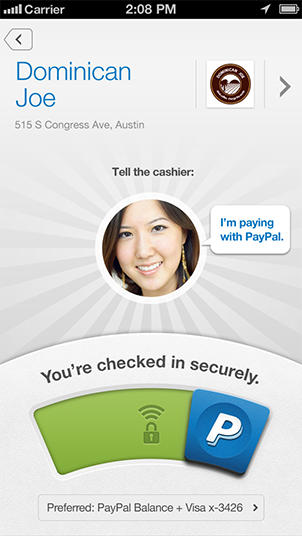 Carrier 2:08 PM
Dominican
Joe
DOMINICAN JOE
515 S Congress Ave, Austin
Tell the cashier:
I'm paying
with PayPal.
You're checked in securely.
P
Preferred: PayPal Balance + Visa x-3426